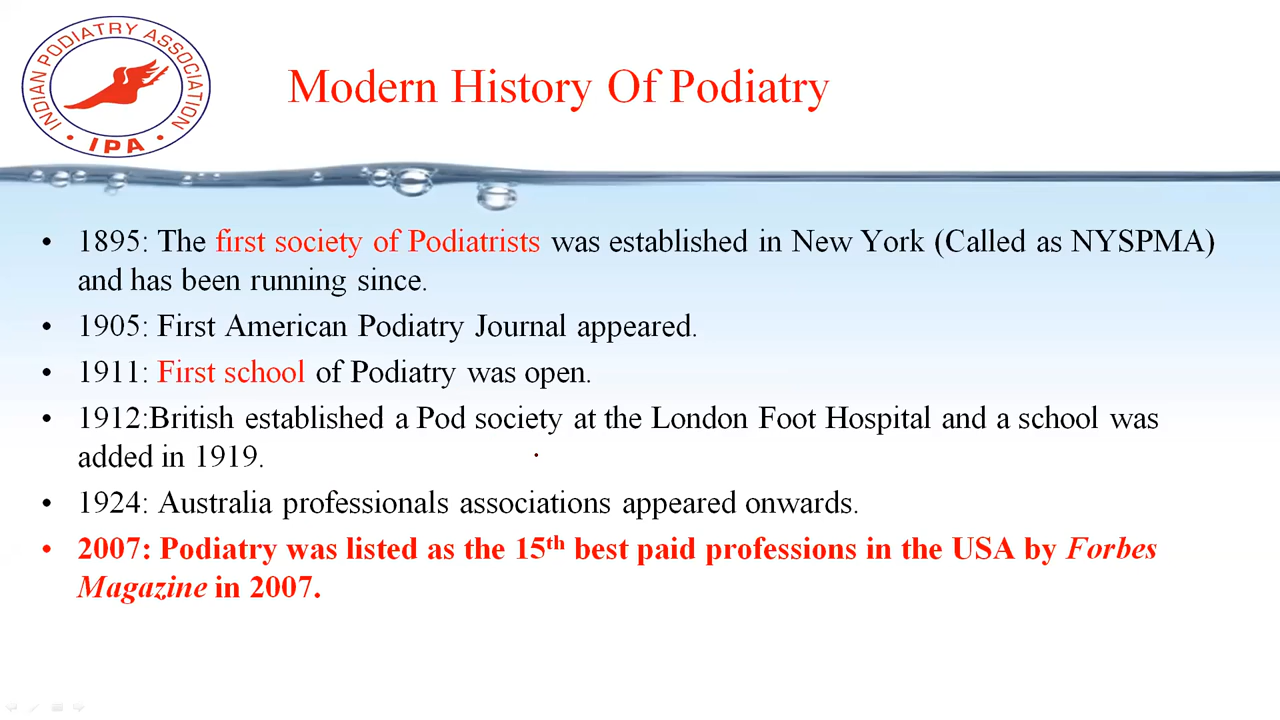 INDIAN PODIATRY ASSOCIATION
• IPA •
Modern History Of Podiatry
• 1895: The first society of Podiatrists was established in New York (Called as NYSPMA)
and has been running since.
• 1905: First American Podiatry Journal appeared.
• 1911: First school of Podiatry was open.
• 1912:British established a Pod society at the London Foot Hospital and a school was
added in 1919.
• 1924: Australia professionals associations appeared onwards.
• 2007: Podiatry was listed as the 15th best paid professions in the USA by Forbes
Magazine in 2007.